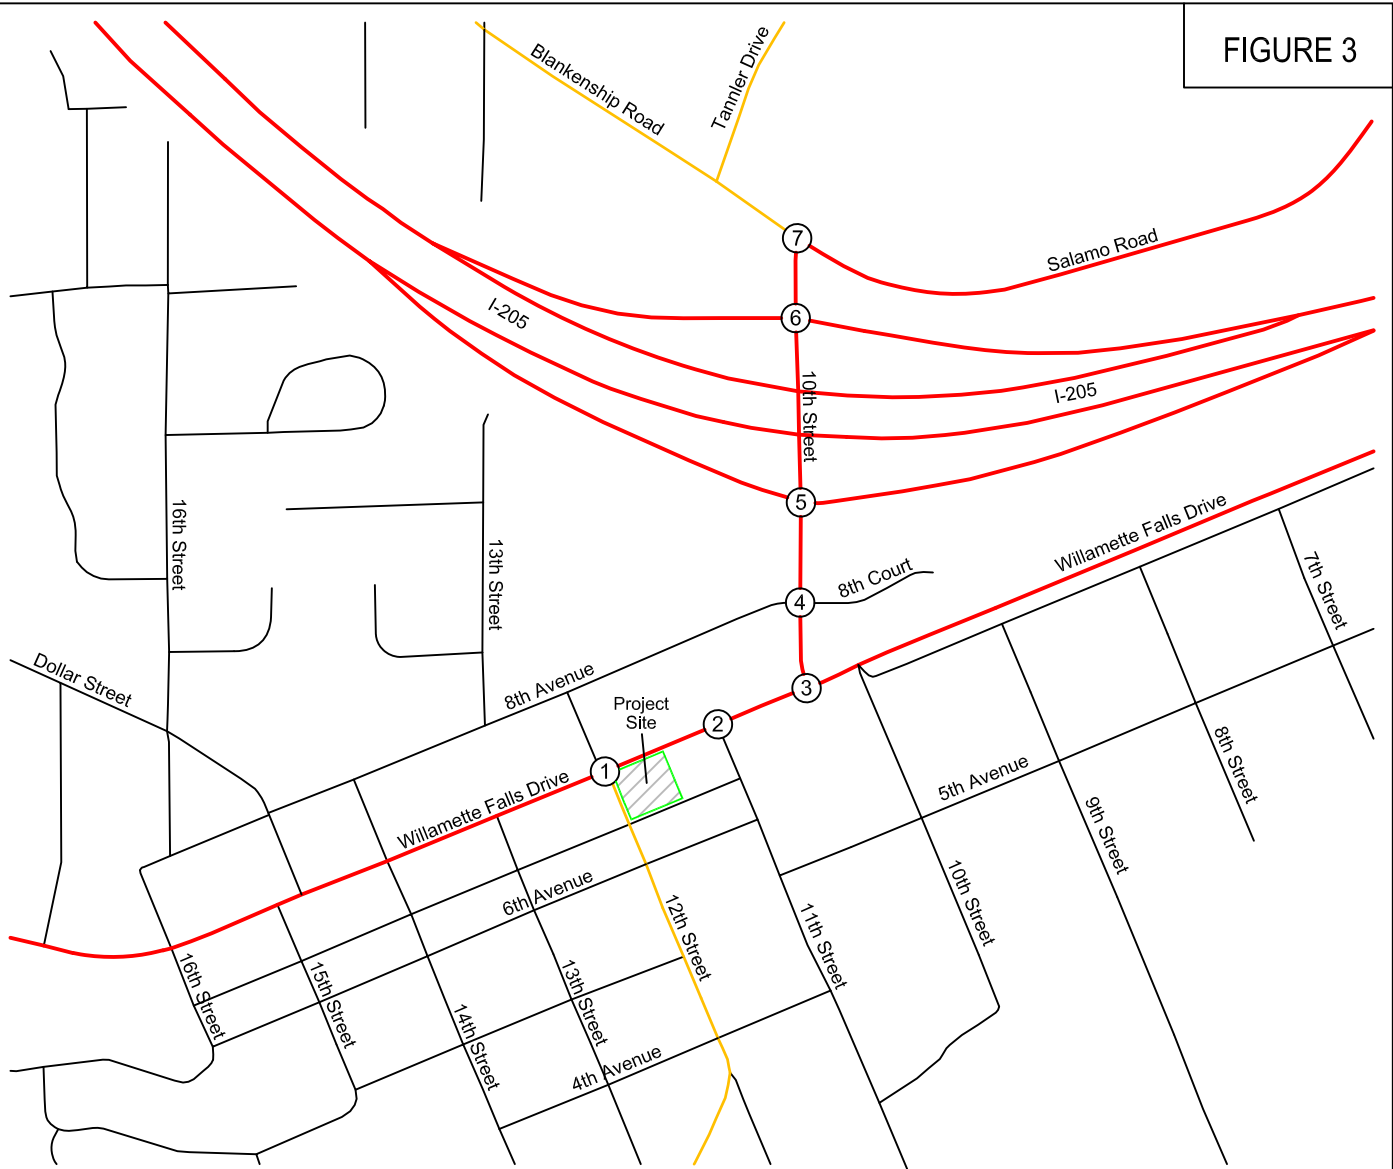 FIGURE 3
Blankenship Road
Tannler Drive
7
Salamo Road
I-205
6
10th Street
I-205
5
16th Street
13th Street
Willamette Falls Drive
7th Street
8th Court
4
Dollar Street
8th Avenue
3
Project
Site
2
1
Willamette Falls Drive
5th Avenue
8th Street
9th Street
6th Avenue
10th Street
12th Street
11th Street
16th Street
15th Street
13th Street
14th Street
4th Avenue